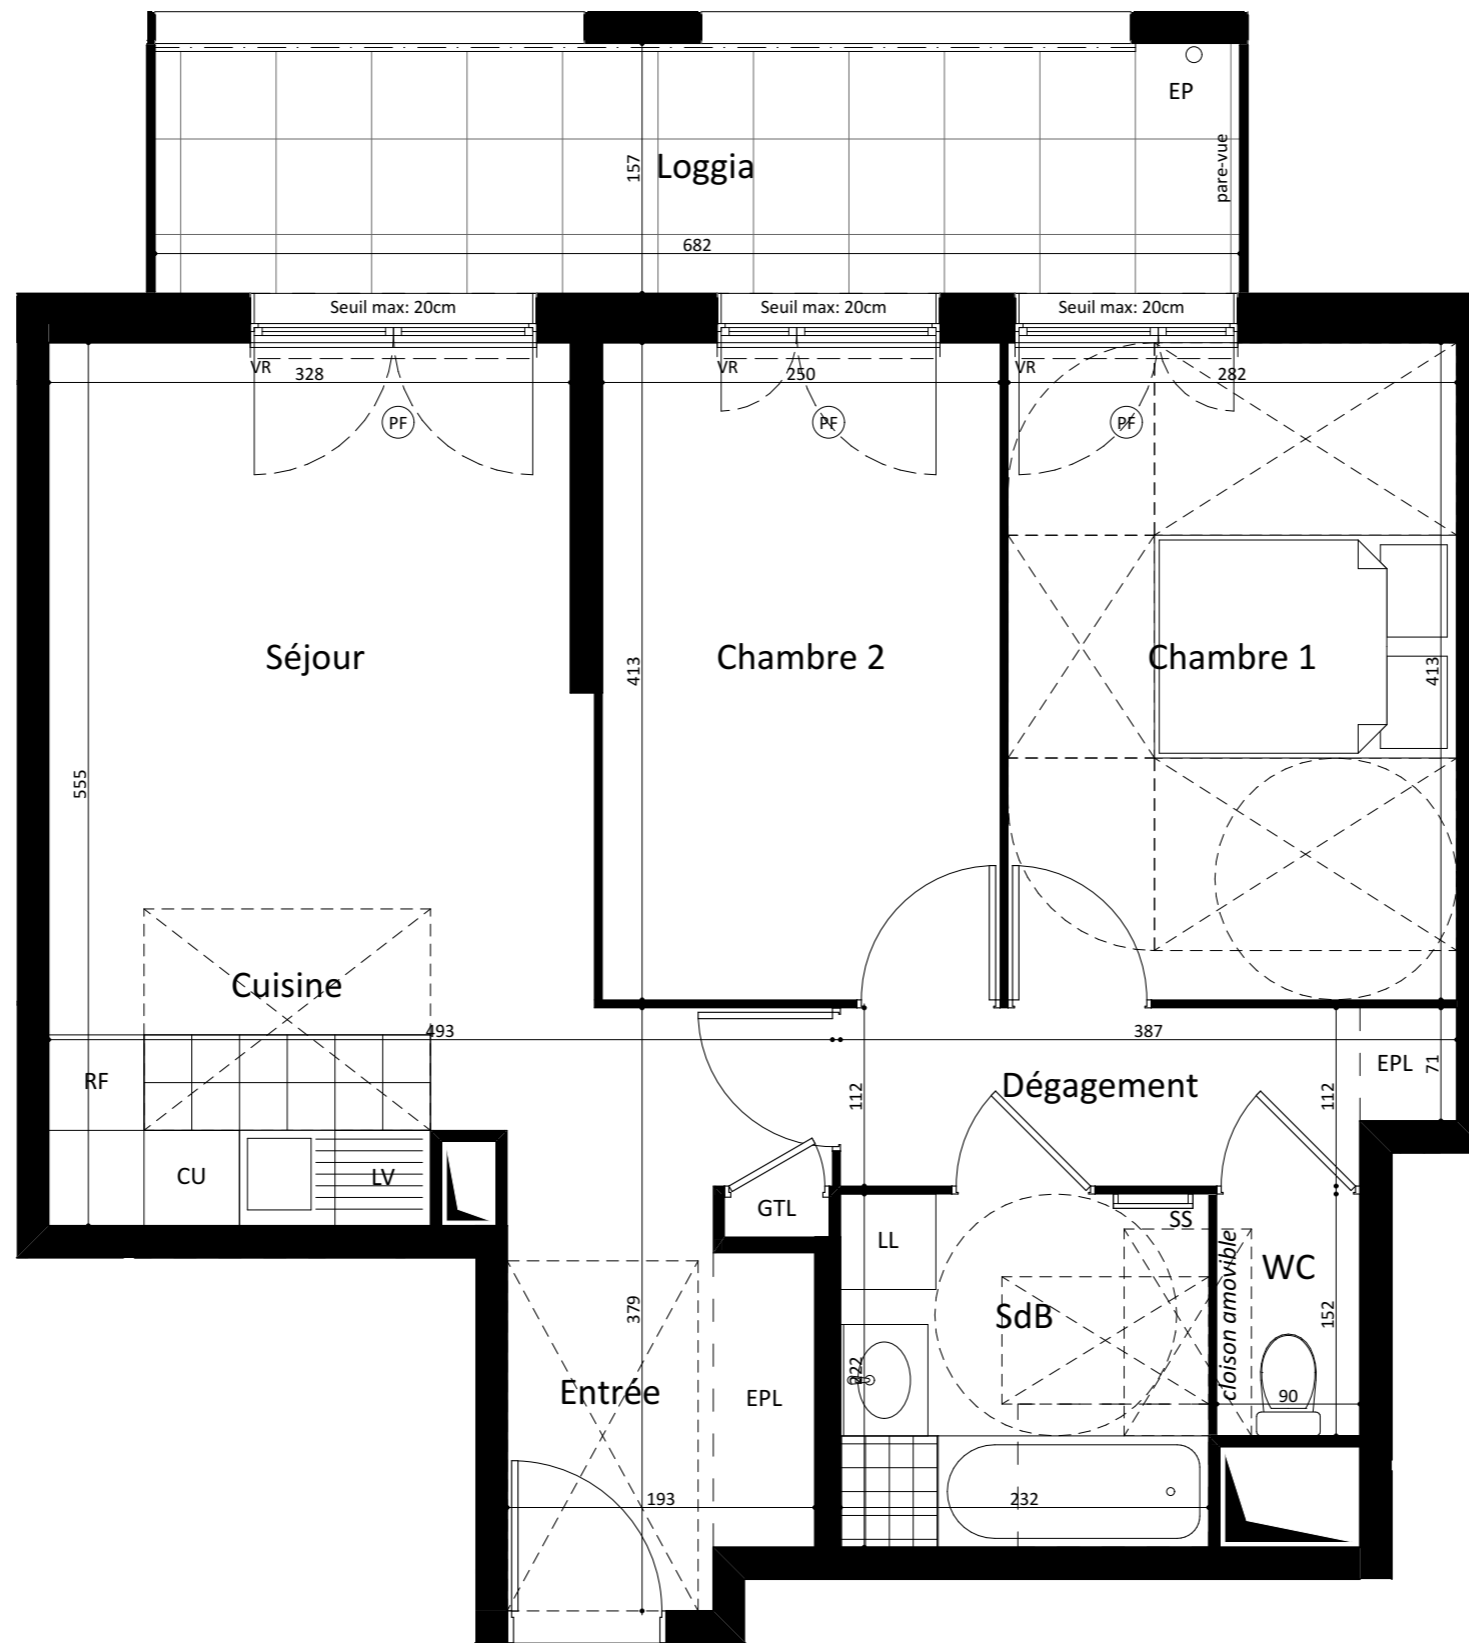 EP
pare-vue
157
Loggia
682
Seuil max: 20cm
Seuil max: 20cm
Seuil max: 20cm
VR
328
VR
250
VR
282
PF
PF
PF
Séjour
413
Chambre 2
Chambre 1
413
555
Cuisine
493
387
RF
EPL
71
Dégagement
112
112
CU
LV
GTL
SS
LL
cloison amovible
WC
379
SdB
152
222
Entrée
EPL
90
193
232